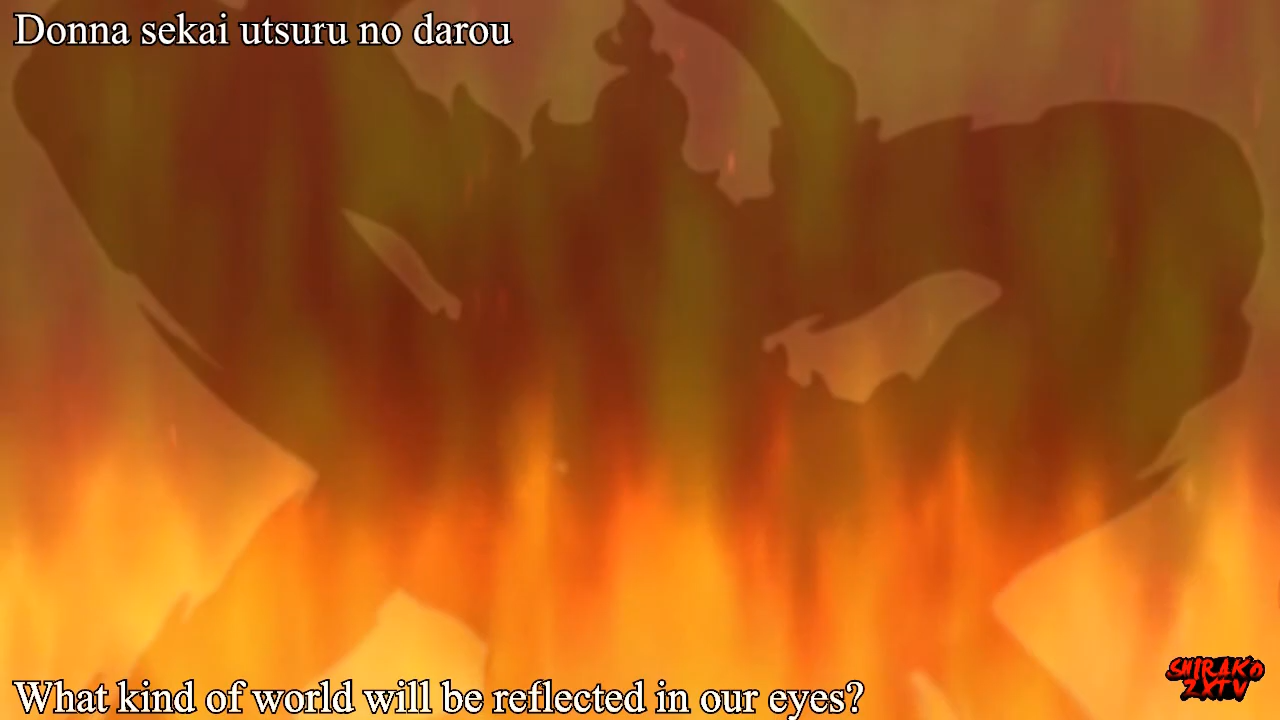 Donna sekai utsuru no darou
What kind of world will be reflected in our eyes?
SHIRAKO
ZXTV